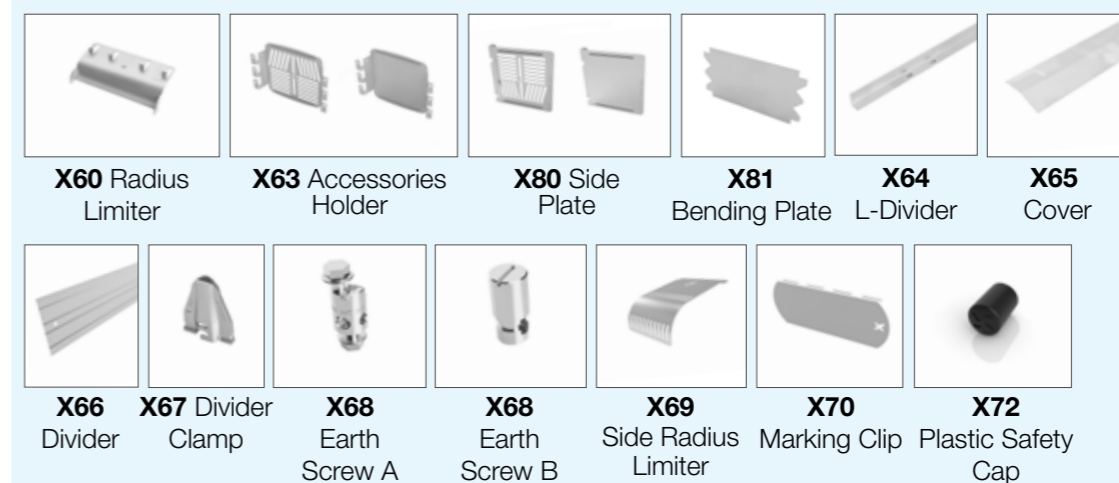 X60 Radius
Limiter
X63 Accessories
Holder
X80 Side
Plate
X81
Bending Plate
X64
L-Divider
X65
Cover
X66
Divider
X67 Divider
Clamp
X68
Earth
Screw A
X68
Earth
Screw B
X69
Side Radius
Limiter
X70
Marking Clip
X72
Plastic Safety
Cap